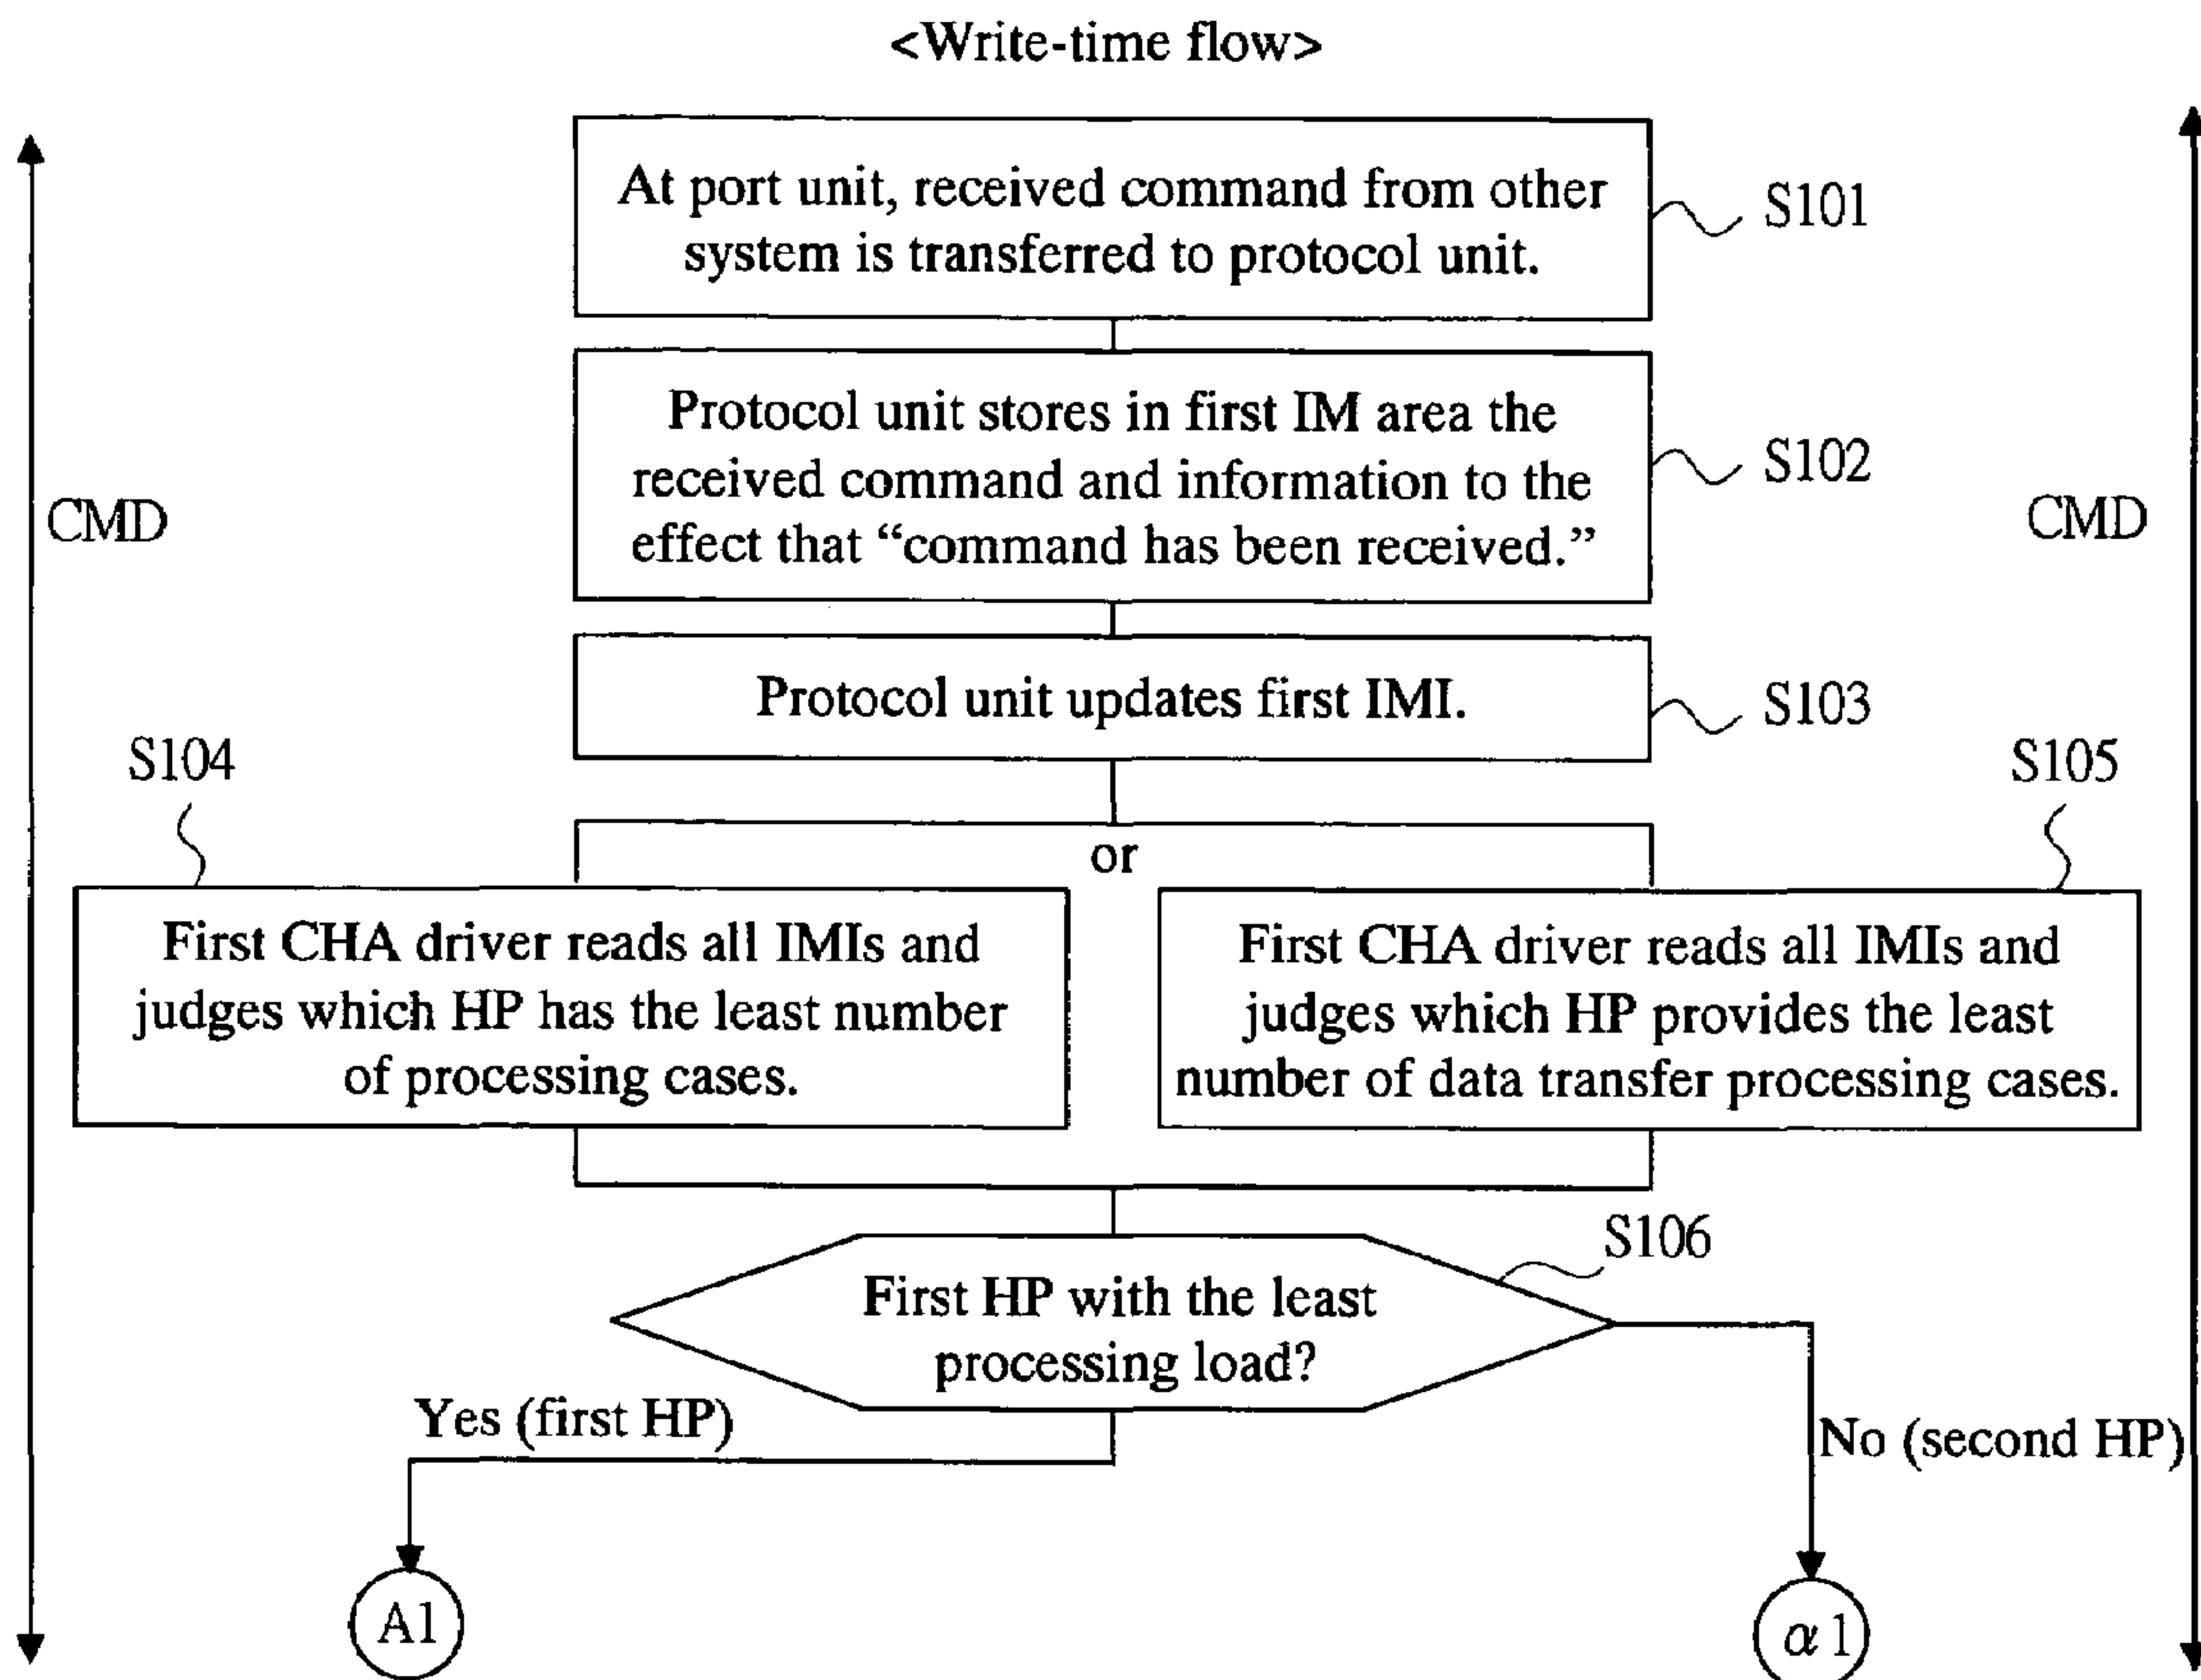 <Write-time flow>
At port unit, received command from other
system is transferred to protocol unit.
S101
Protocol unit stores in first IM area the
received command and information to the
effect that “command has been received.”
S102
CMD
CMD
Protocol unit updates first IMI.
S103
S104
S105
or
First CHA driver reads all IMIs and
judges which HP has the least number
of processing cases.
First CHA driver reads all IMIs and
judges which HP provides the least
number of data transfer processing cases.
S106
First HP with the least
processing load?
Yes (first HP)
No (second HP)
A1
α1